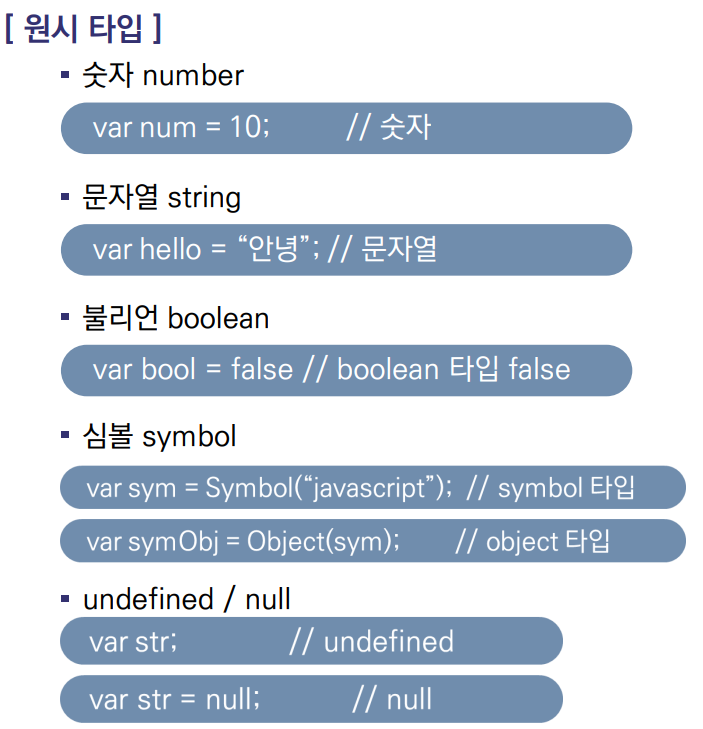 [ 원시 타입 ]
▪ 숫자 number
var num = 10; // 숫자
▪ 문자열 string
var hello = “안녕”; // 문자열
▪ 불리언 boolean
var bool = false // boolean 타입 false
▪ 심볼 symbol
var sym = Symbol(“javascript”); // symbol 타입
var symObj = Object(sym); // object 타입
▪ undefined / null
var str; // undefined
var str = null; // null